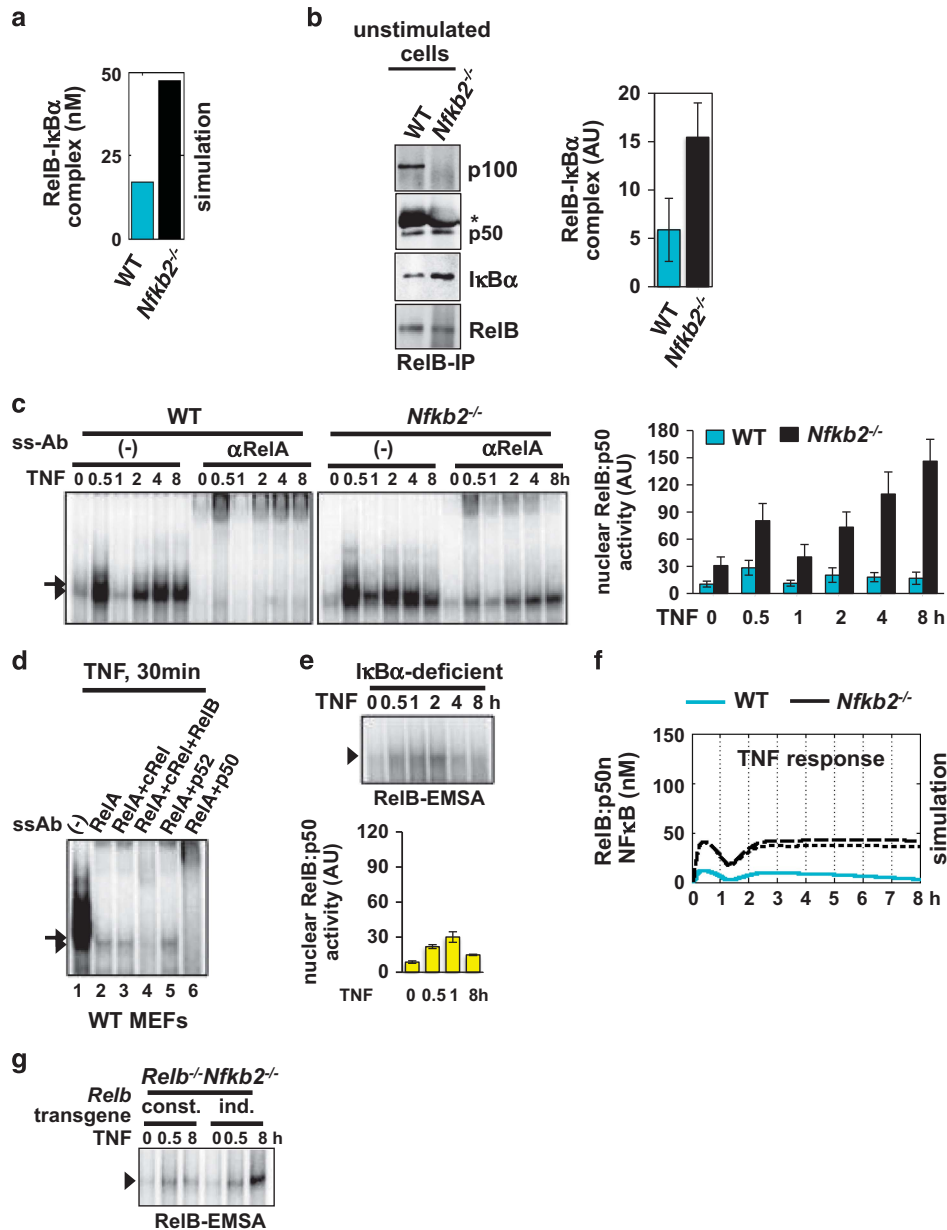 a
RelB-IκBα
complex (nM)
50
25
0
WT
Nfkb2-/-
simulation
b
unstimulated
cells
WT
Nfkb2-/-
p100
*
p50
IκBα
RelB
RelB-IP
RelB-IκBα
complex (AU)
20
15
10
5
0
WT
Nfkb2-/-
c
WT
Nfkb2-/-
ss-Ab
(-)
αRelA
(-)
αRelA
TNF
0 0.5 1 2 4 8
0 0.5 1 2 4 8
0 0.5 1 2 4 8
0 0.5 1 2 4 8h
nuclear RelB:p50
activity (AU)
180
150
120
90
60
30
0
WT
Nfkb2-/-
TNF
0 0.5 1 2 4 8 h
d
TNF, 30min
ssAb
(-)
RelA
RelA+cRel
RelA+cRel+RelB
RelA+p52
RelA+p50
1 2 3 4 5 6
WT MEFs
e
IκBα-deficient
TNF
0 0.5 1 2 4 8 h
RelB-EMSA
nuclear RelB:p50
activity (AU)
120
90
60
30
0
TNF
0 0.5 1 8h
f
WT
Nfkb2-/-
RelB:p50n
NFκB (nM)
150
100
50
0
TNF response
0 1 2 3 4 5 6 7 8 h
simulation
g
Relb-/-Nfkb2-/-
Relb
transgene
const.
ind.
TNF
0 0.5 8
0 0.5 8 h
RelB-EMSA